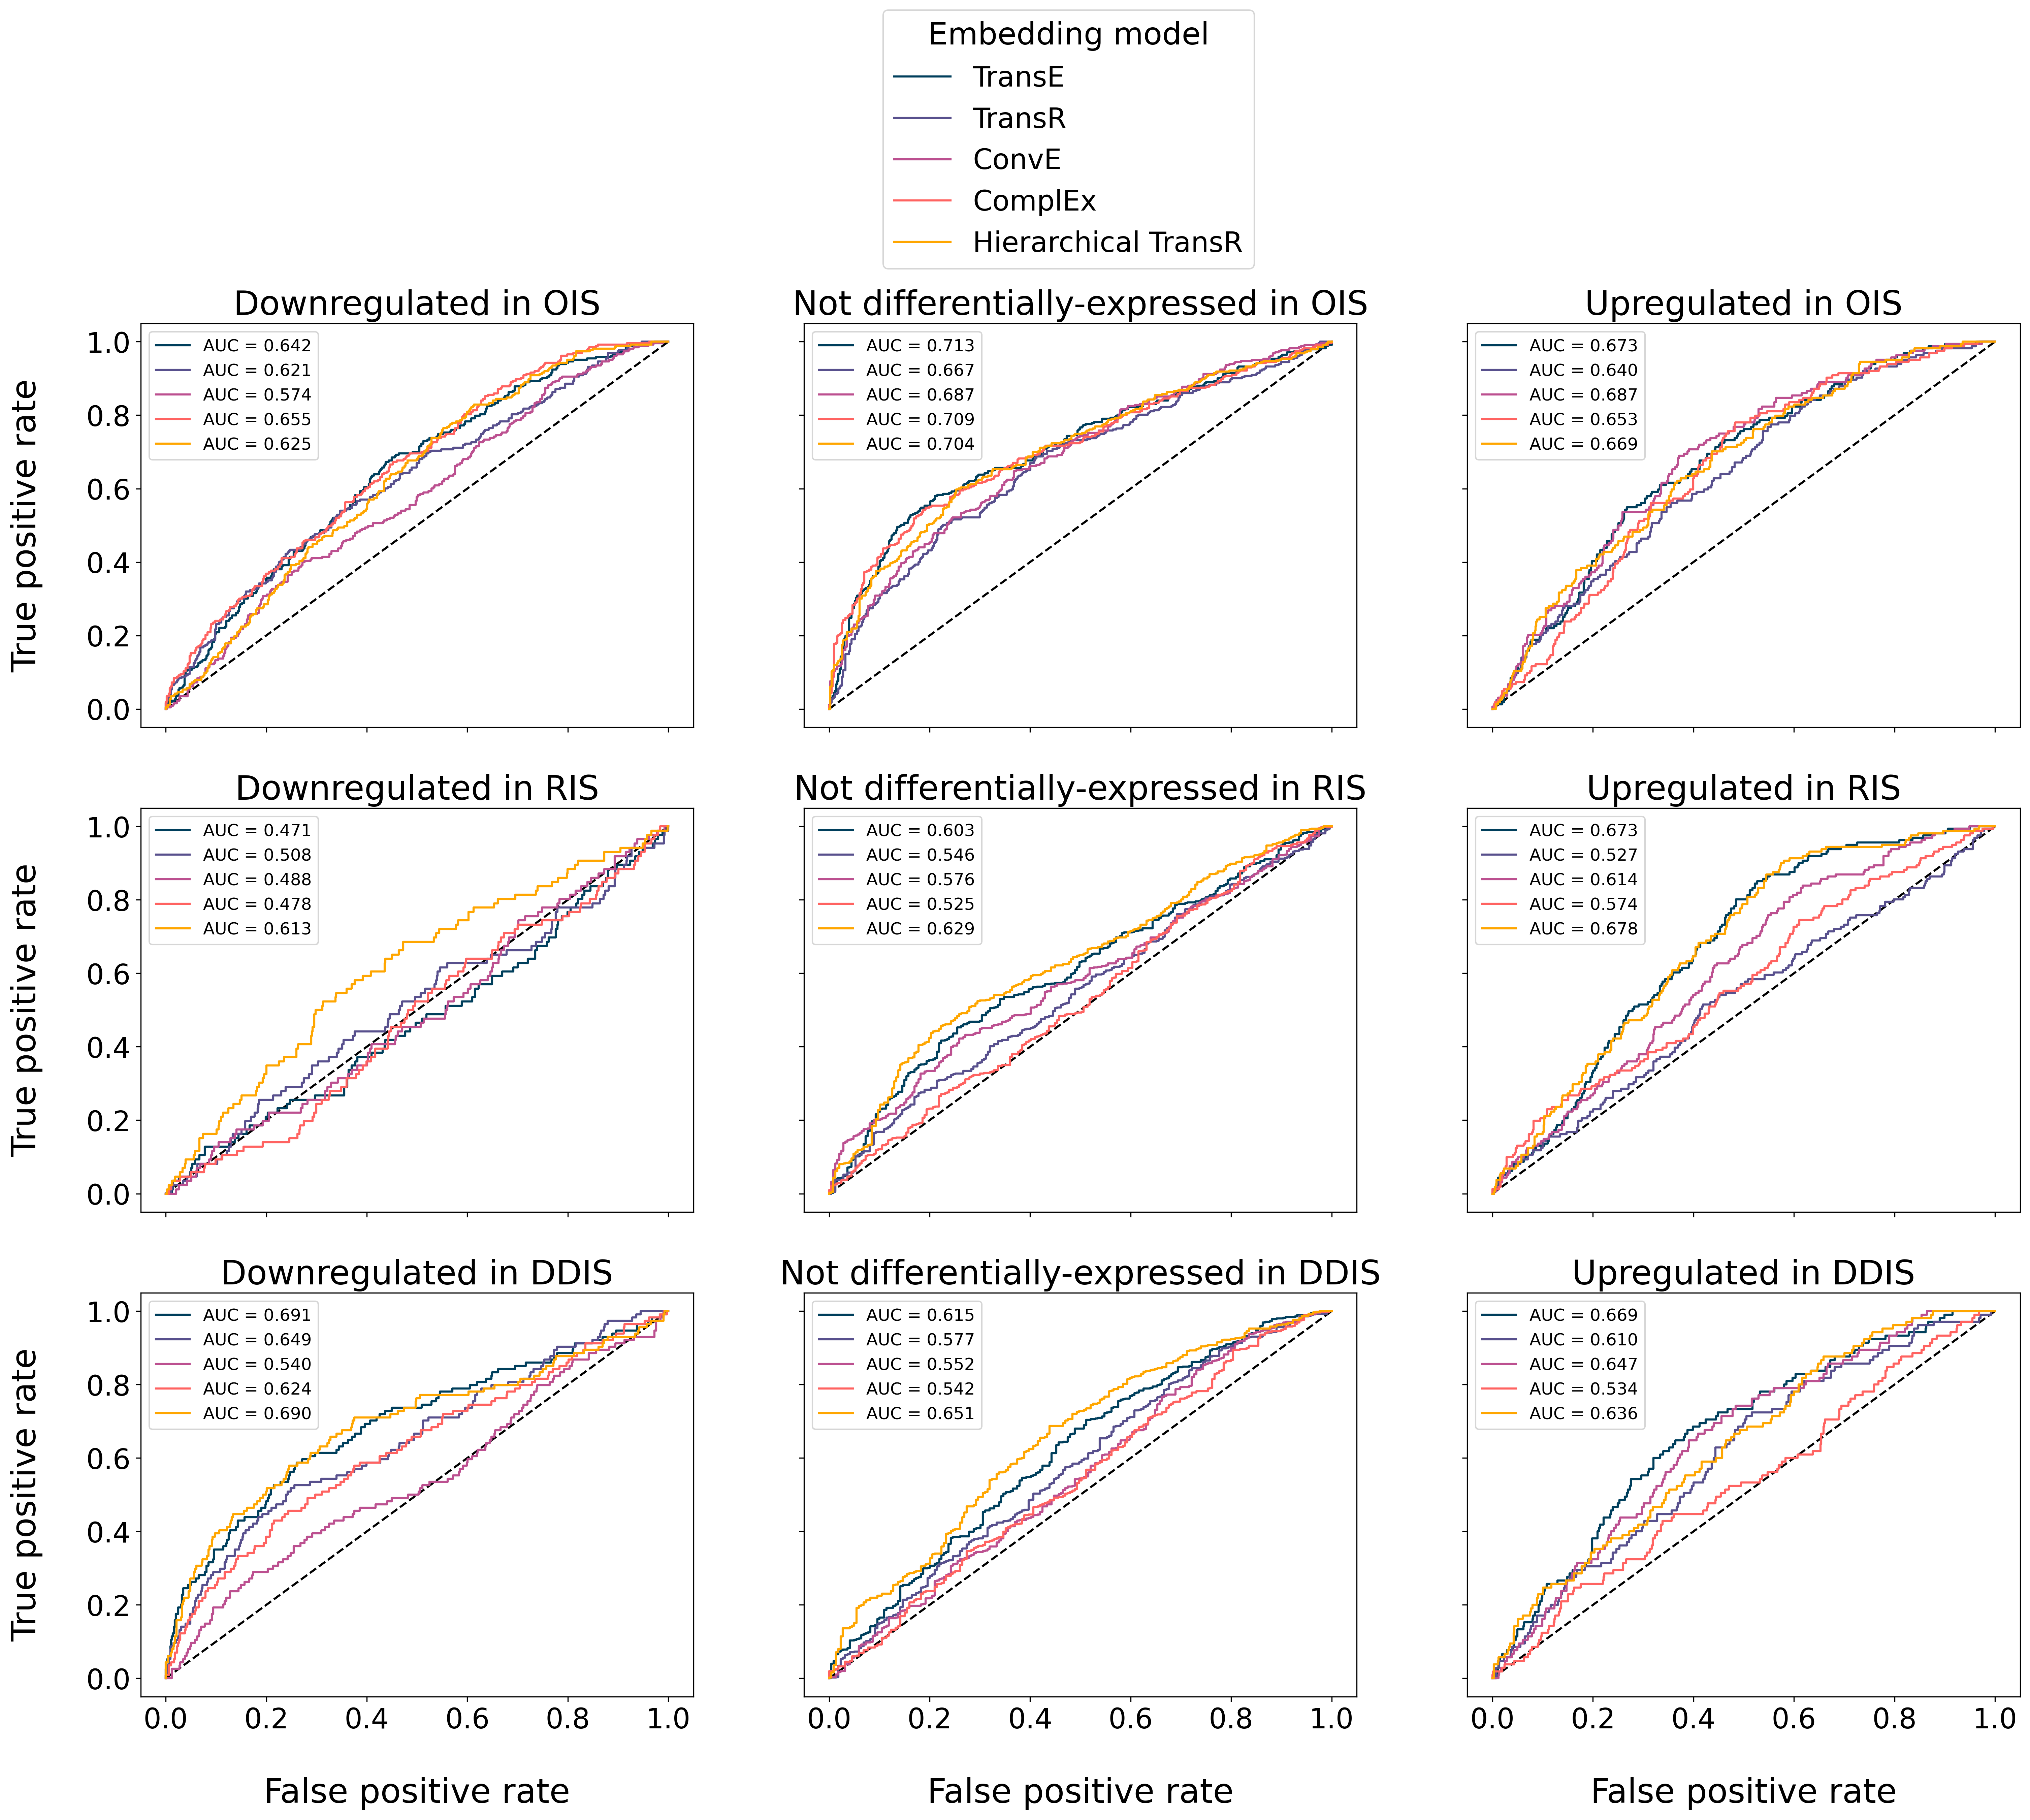 Embedding model
TransE
TransR
ConvE
ComplEx
Hierarchical TransR
Downregulated in OIS
Not differentially-expressed in OIS
Upregulated in OIS
True positive rate
1.0
0.8
0.6
0.4
0.2
0.0
AUC = 0.642
AUC = 0.621
AUC = 0.574
AUC = 0.655
AUC = 0.625
AUC = 0.713
AUC = 0.667
AUC = 0.687
AUC = 0.709
AUC = 0.704
AUC = 0.673
AUC = 0.640
AUC = 0.687
AUC = 0.653
AUC = 0.669
Downregulated in RIS
Not differentially-expressed in RIS
Upregulated in RIS
True positive rate
1.0
0.8
0.6
0.4
0.2
0.0
AUC = 0.471
AUC = 0.508
AUC = 0.488
AUC = 0.478
AUC = 0.613
AUC = 0.603
AUC = 0.546
AUC = 0.576
AUC = 0.525
AUC = 0.629
AUC = 0.673
AUC = 0.527
AUC = 0.614
AUC = 0.574
AUC = 0.678
Downregulated in DDIS
Not differentially-expressed in DDIS
Upregulated in DDIS
True positive rate
1.0
0.8
0.6
0.4
0.2
0.0
AUC = 0.691
AUC = 0.649
AUC = 0.540
AUC = 0.624
AUC = 0.690
AUC = 0.615
AUC = 0.577
AUC = 0.552
AUC = 0.542
AUC = 0.651
AUC = 0.669
AUC = 0.610
AUC = 0.647
AUC = 0.534
AUC = 0.636
0.0 0.2 0.4 0.6 0.8 1.0
0.0 0.2 0.4 0.6 0.8 1.0
0.0 0.2 0.4 0.6 0.8 1.0
False positive rate
False positive rate
False positive rate